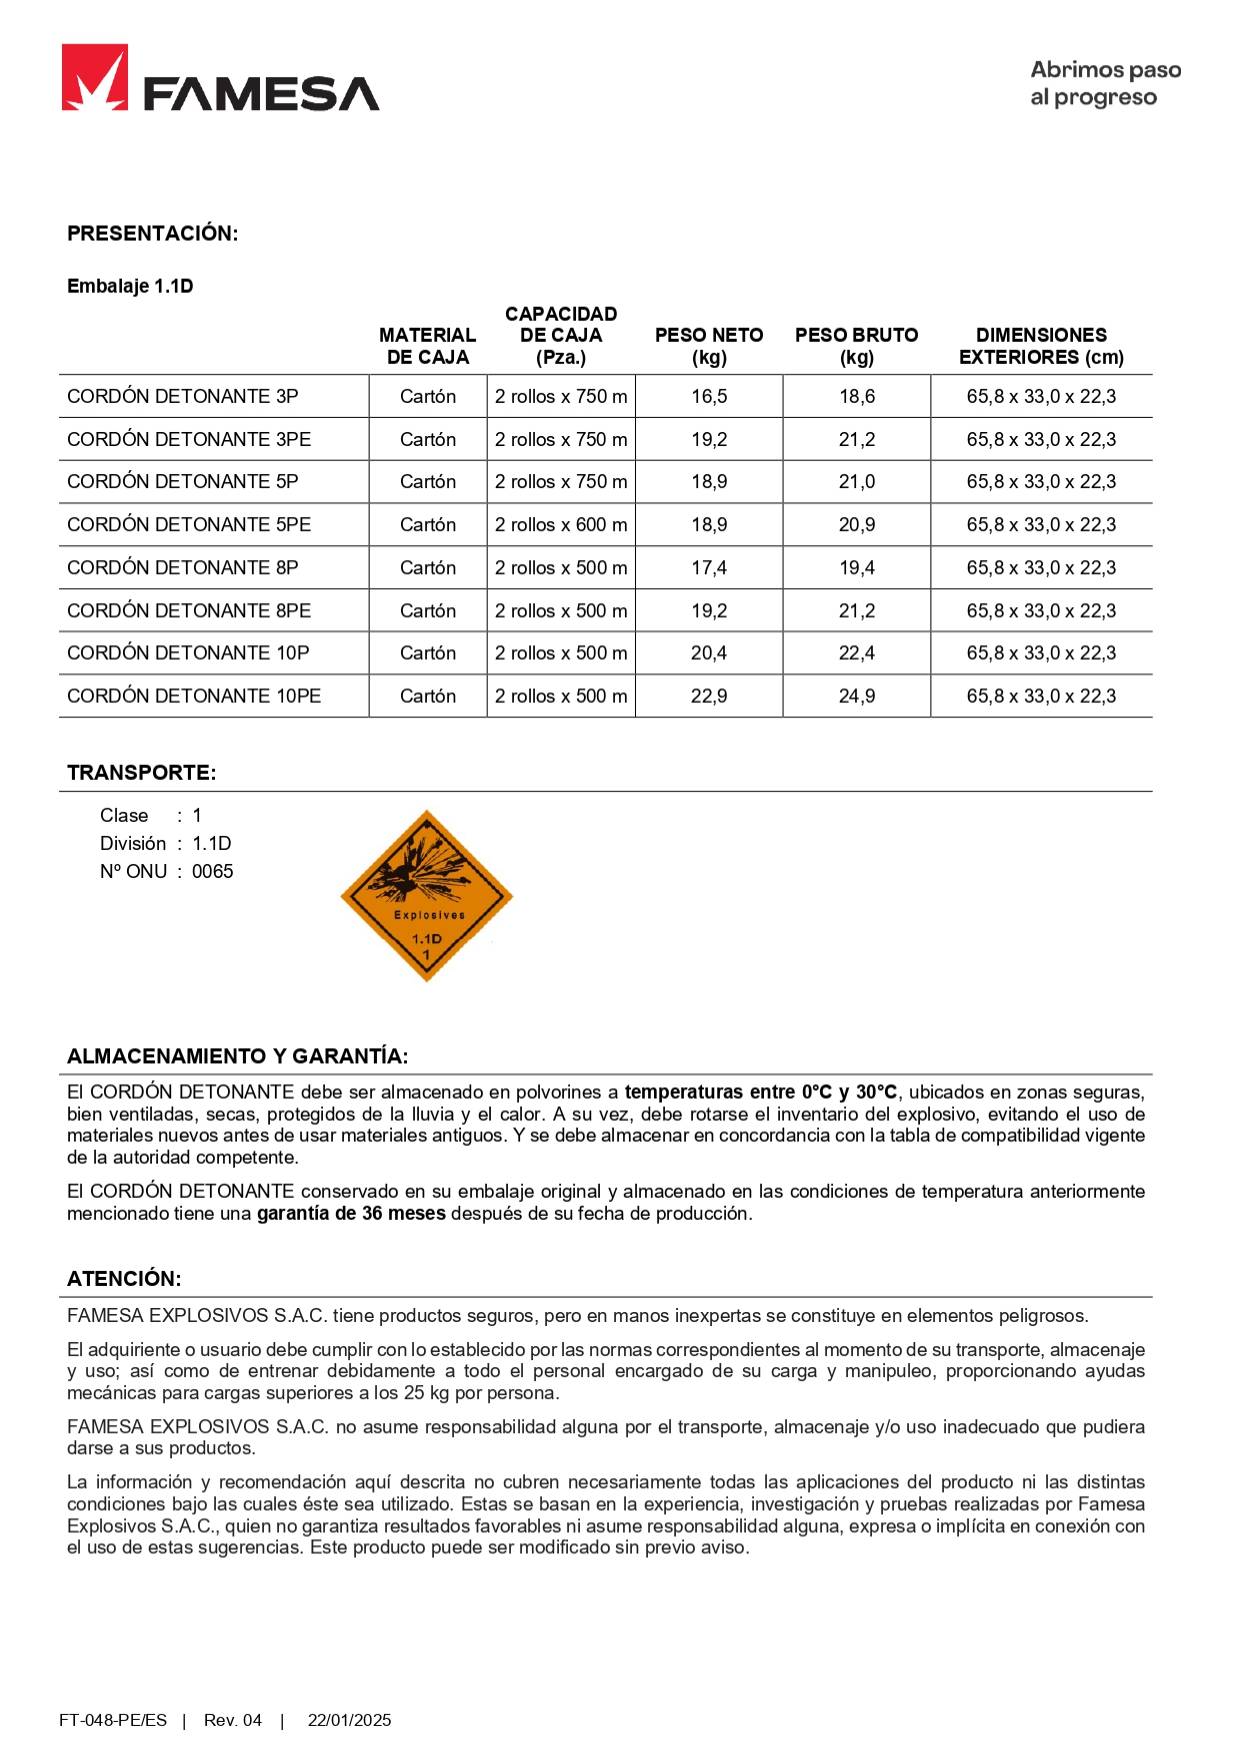 FAMESA
Abrimos paso
al progreso
PRESENTACIÓN:
Embalaje 1.1D
MATERIAL DE CAJA CAPACIDAD DE CAJA (Pza.) PESO NETO (kg) PESO BRUTO (kg) DIMENSIONES EXTERIORES (cm)
CORDÓN DETONANTE 3P Cartón 2 rollos x 750 m 16,5 18,6 65,8 x 33,0 x 22,3
CORDÓN DETONANTE 3PE Cartón 2 rollos x 750 m 19,2 21,2 65,8 x 33,0 x 22,3
CORDÓN DETONANTE 5P Cartón 2 rollos x 750 m 18,9 21,0 65,8 x 33,0 x 22,3
CORDÓN DETONANTE 5PE Cartón 2 rollos x 600 m 18,9 20,9 65,8 x 33,0 x 22,3
CORDÓN DETONANTE 8P Cartón 2 rollos x 500 m 17,4 19,4 65,8 x 33,0 x 22,3
CORDÓN DETONANTE 8PE Cartón 2 rollos x 500 m 19,2 21,2 65,8 x 33,0 x 22,3
CORDÓN DETONANTE 10P Cartón 2 rollos x 500 m 20,4 22,4 65,8 x 33,0 x 22,3
CORDÓN DETONANTE 10PE Cartón 2 rollos x 500 m 22,9 24,9 65,8 x 33,0 x 22,3
TRANSPORTE:
Clase : 1
División : 1.1D
Nº ONU : 0065
Explosives
1.1D
1
ALMACENAMIENTO Y GARANTÍA:
El CORDÓN DETONANTE debe ser almacenado en polvorines a temperaturas entre 0°C y 30°C, ubicados en zonas seguras,
bien ventiladas, secas, protegidos de la lluvia y el calor. A su vez, debe rotarse el inventario del explosivo, evitando el uso de
materiales nuevos antes de usar materiales antiguos. Y se debe almacenar en concordancia con la tabla de compatibilidad vigente
de la autoridad competente.
El CORDÓN DETONANTE conservado en su embalaje original y almacenado en las condiciones de temperatura anteriormente
mencionado tiene una garantía de 36 meses después de su fecha de producción.
ATENCIÓN:
FAMESA EXPLOSIVOS S.A.C. tiene productos seguros, pero en manos inexpertas se constituye en elementos peligrosos.
El adquiriente o usuario debe cumplir con lo establecido por las normas correspondientes al momento de su transporte, almacenaje
y uso; así como de entrenar debidamente a todo el personal encargado de su carga y manipuleo, proporcionando ayudas
mecánicas para cargas superiores a los 25 kg por persona.
FAMESA EXPLOSIVOS S.A.C. no asume responsabilidad alguna por el transporte, almacenaje y/o uso inadecuado que pudiera
darse a sus productos.
La información y recomendación aquí descrita no cubren necesariamente todas las aplicaciones del producto ni las distintas
condiciones bajo las cuales éste sea utilizado. Estas se basan en la experiencia, investigación y pruebas realizadas por Famesa
Explosivos S.A.C., quien no garantiza resultados favorables ni asume responsabilidad alguna, expresa o implícita en conexión con
el uso de estas sugerencias. Este producto puede ser modificado sin previo aviso.
FT-048-PE/ES | Rev. 04 | 22/01/2025